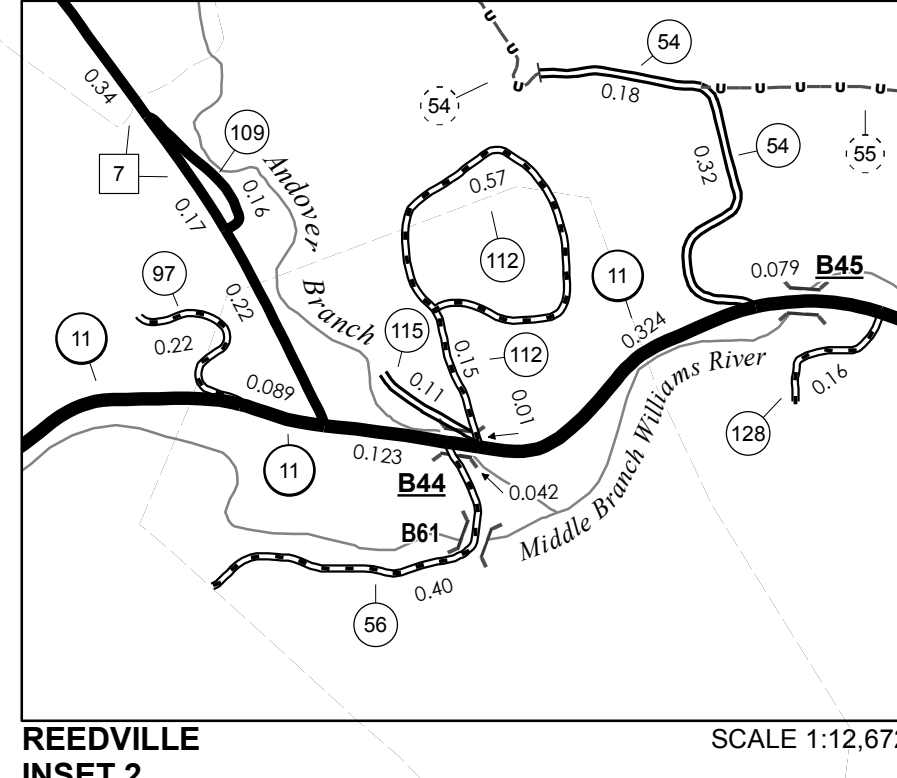 U
U
54
0.34
U
U
U
U
U
U
0.18
54
109
54
55
7
Andover
0.57
0.32
0.16
0.17
97
112
11
0.079
B45
0.22
Branch
11
115
0.324
0.22
112
0.15
0.089
0.11
0.01
0.16
Middle Branch Williams River
128
0.123
11
B44
0.042
B61
0.40
56
REEDVILLE
SCALE 1:12,672
INSET 2